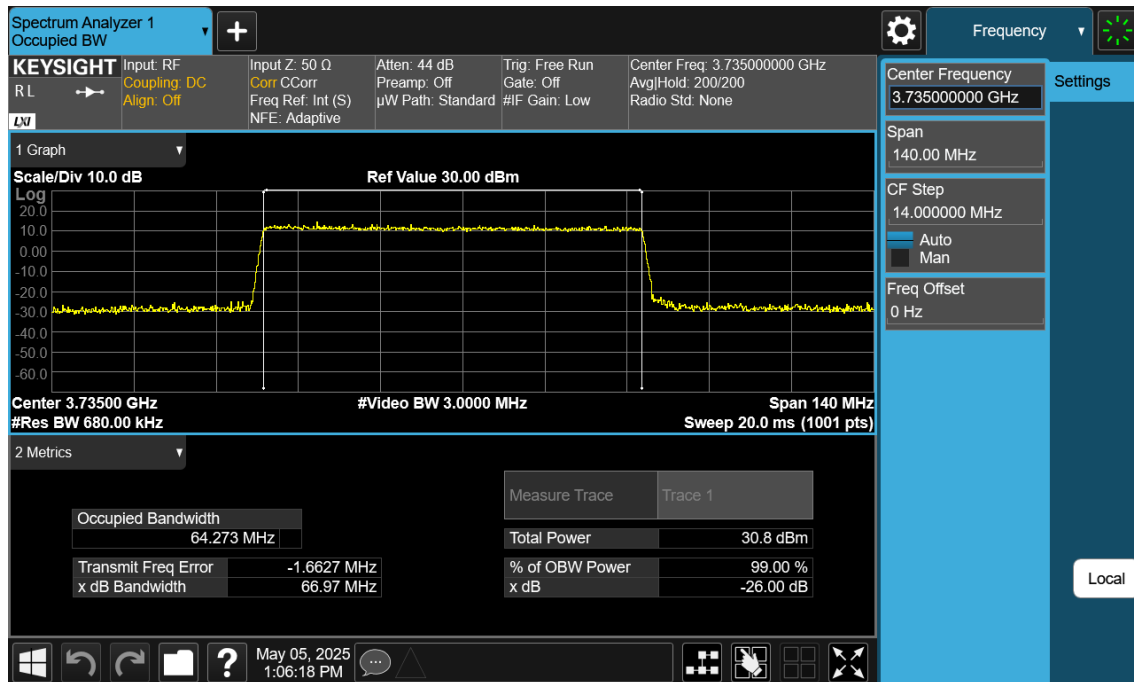 Spectrum Analyzer 1
Occupied BW
+
Frequency
KEYSIGHT
R L
LXI
Input: RF
Coupling: DC
Align: Off
Input Z: 50 Ω
Corr CCorr
Freq Ref: Int (S)
NFE: Adaptive
Atten: 44 dB
Preamp: Off
µW Path: Standard
Trig: Free Run
Gate: Off
#IF Gain: Low
Center Freq: 3.735000000 GHz
Avg|Hold: 200/200
Radio Std: None
Center Frequency
3.735000000 GHz
Settings
Span
140.00 MHz
CF Step
14.000000 MHz
Auto
Man
Freq Offset
0 Hz
Local
1 Graph
Scale/Div 10.0 dB
Ref Value 30.00 dBm
Log
20.0
10.0
0.00
-10.0
-20.0
-30.0
-40.0
-50.0
-60.0
Center 3.73500 GHz
#Video BW 3.0000 MHz
Span 140 MHz
#Res BW 680.00 kHz
Sweep 20.0 ms (1001 pts)
2 Metrics
Measure Trace
Trace 1
Occupied Bandwidth
64.273 MHz
Total Power
30.8 dBm
Transmit Freq Error
-1.6627 MHz
% of OBW Power
99.00 %
x dB Bandwidth
66.97 MHz
x dB
-26.00 dB
?
May 05, 2025
1:06:18 PM